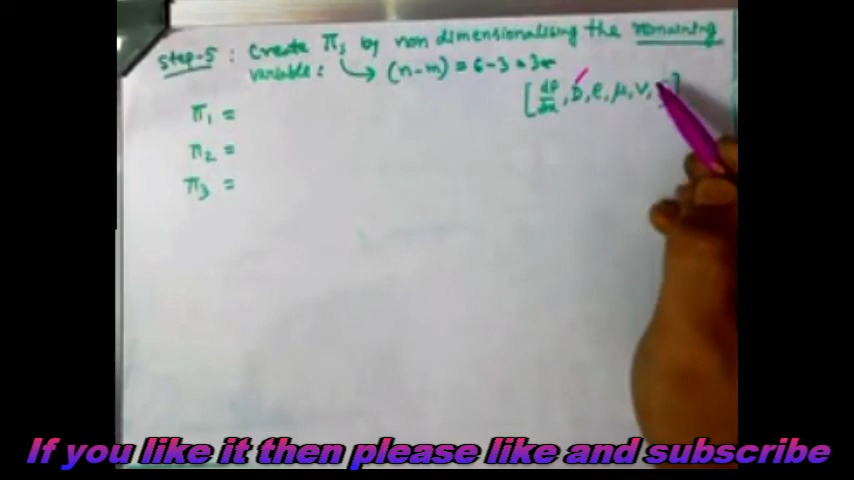 Step-5 : Create πs by non dimensionalising the remaining
variable : ↳ (n-m) = 6-3 = 3
[dp/dx, D, ρ, μ, v,
π₁ =
π₂ =
π₃ =
If you like it then please like and subscribe